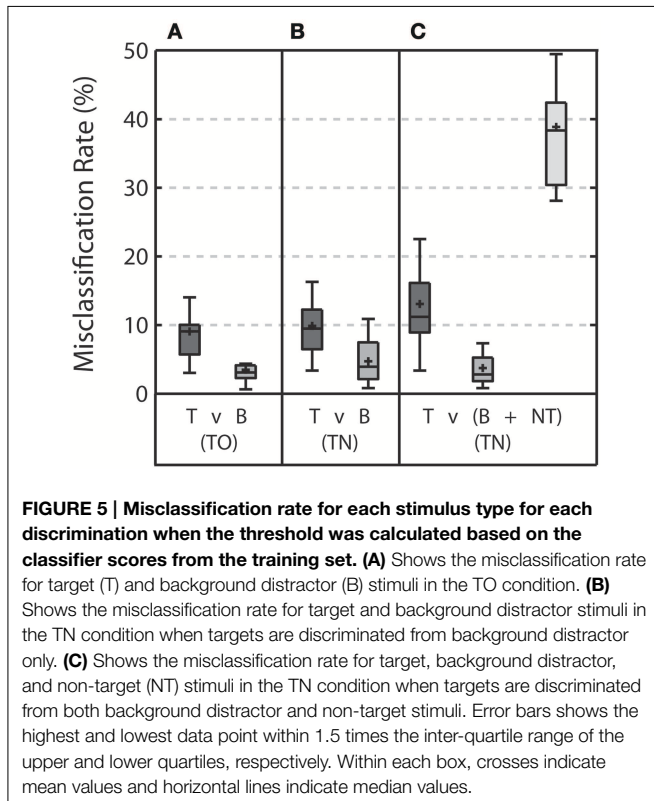 A B C
Misclassification Rate (%)
50
40
30
20
10
0
T v B T v B T v (B + NT)
(TO) (TN) (TN)
FIGURE 5 | Misclassification rate for each stimulus type for each
discrimination when the threshold was calculated based on the
classifier scores from the training set. (A) Shows the misclassification rate
for target (T) and background distractor (B) stimuli in the TO condition. (B)
Shows the misclassification rate for target and background distractor stimuli in
the TN condition when targets are discriminated from background distractor
only. (C) Shows the misclassification rate for target, background distractor,
and non-target (NT) stimuli in the TN condition when targets are discriminated
from both background distractor and non-target stimuli. Error bars shows the
highest and lowest data point within 1.5 times the inter-quartile range of the
upper and lower quartiles, respectively. Within each box, crosses indicate
mean values and horizontal lines indicate median values.